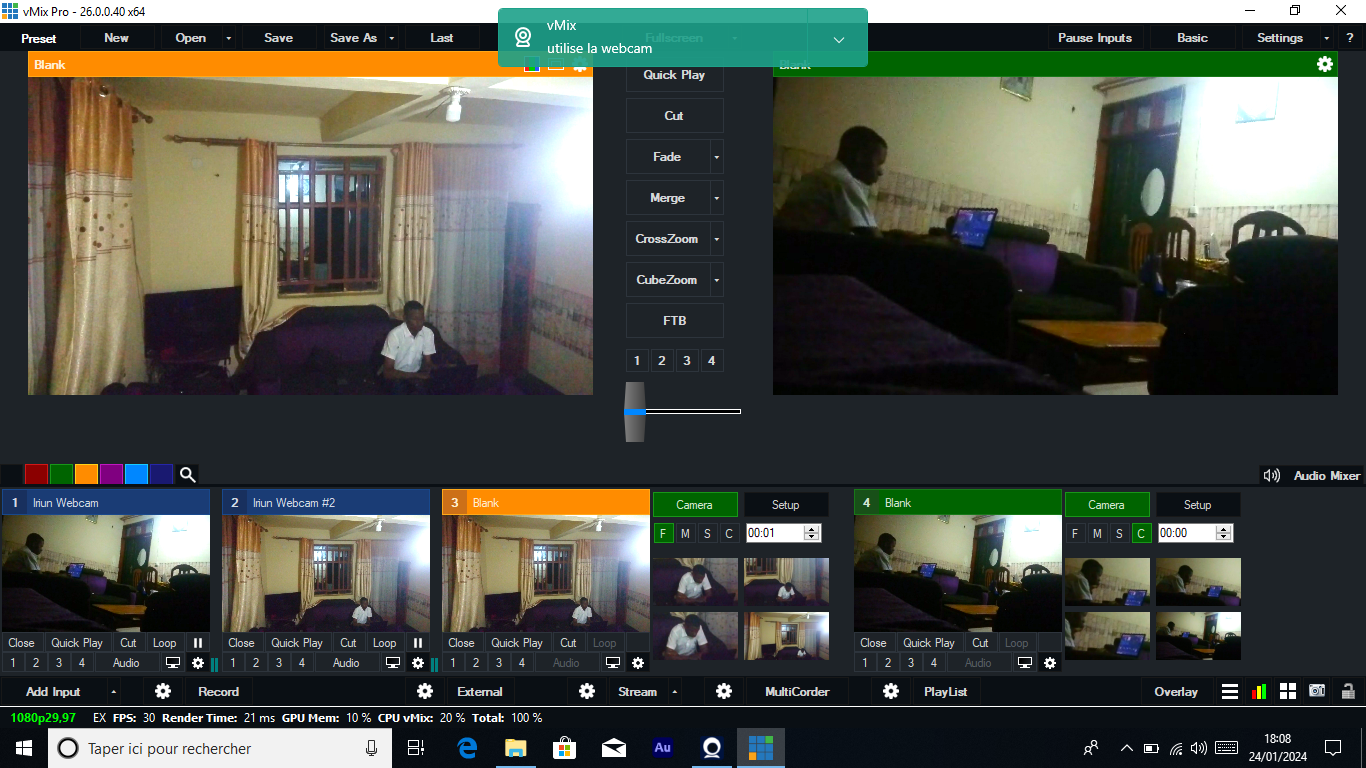 vMix Pro - 26.0.0.40 x64
vMix
utilise la webcam
Preset New Open Save Save As Last Fullscreen Pause Inputs Basic Settings ?
Blank
Blank
Quick Play
Cut
Fade
Merge
CrossZoom
CubeZoom
FTB
1 2 3 4
Audio Mixer
1 Iriun Webcam
Close Quick Play Cut Loop
1 2 3 4 Audio
2 Iriun Webcam #2
Close Quick Play Cut Loop
1 2 3 4 Audio
3 Blank
Close Quick Play Cut Loop
1 2 3 4 Audio
Camera Setup
F M S C 00:01
4 Blank
Close Quick Play Cut Loop
1 2 3 4 Audio
Camera Setup
F M S C 00:00
Add Input Record External Stream MultiCorder PlayList Overlay
1080p29,97 EX FPS: 30 Render Time: 21 ms GPU Mem: 10 % CPU vMix: 20 % Total: 100 %
Taper ici pour rechercher
Au
18:08
24/01/2024